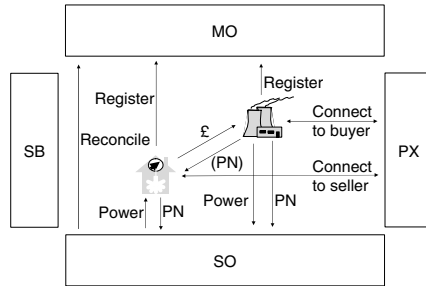 MO
Register
Register
Connect
to buyer
£
SB
Reconcile
PX
(PN)
Connect
to seller
Power
PN
Power
PN
SO